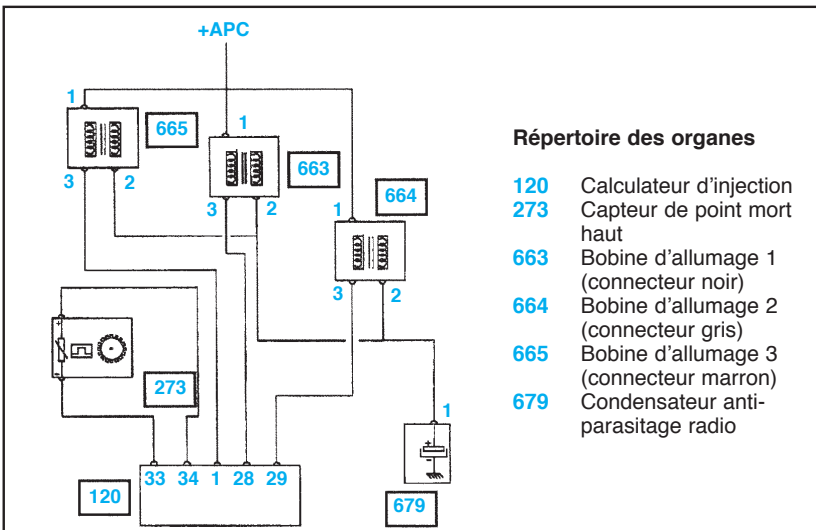 +APC
1
665
3 2
1
663
3 2
664
1
3 2
+
-
273
33 34 1 28 29
120
1
+
-
679
Répertoire des organes
120 Calculateur d'injection
273 Capteur de point mort
haut
663 Bobine d'allumage 1
(connecteur noir)
664 Bobine d'allumage 2
(connecteur gris)
665 Bobine d'allumage 3
(connecteur marron)
679 Condensateur anti-
parasitage radio